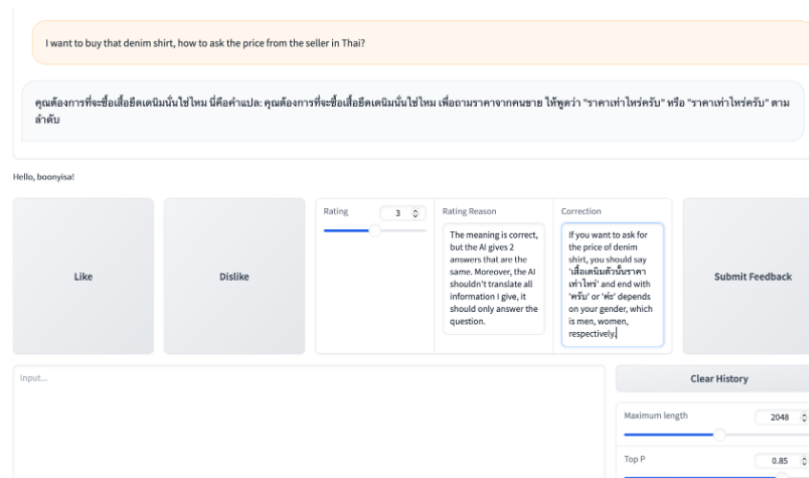 I want to buy that denim shirt, how to ask the price from the seller in Thai?
คุณต้องการที่จะซื้อเสื้อยืดเดนิมนั่นใช่ไหม นี่คือคำแปล: คุณต้องการที่จะซื้อเสื้อยืดเดนิมนั่นใช่ไหม เพื่อถามราคาจากคนขาย ให้พูดว่า "ราคาเท่าไหร่ครับ" หรือ "ราคาเท่าไหร่ครับ" ตาม
ลำดับ
Hello, boonyisa!
Like
Dislike
Rating
3
Rating Reason
The meaning is correct,
but the AI gives 2
answers that are the
same. Moreover, the AI
shouldn't translate all
information I give, it
should only answer the
question.
Correction
If you want to ask for
the price of denim
shirt, you should say
'เสื้อเดนิมตัวนั้นราคา
เท่าไหร่' and end with
'ครับ' or 'ค่ะ' depends
on your gender, which
is men, women,
respectively.
Submit Feedback
Input...
Clear History
Maximum length
2048
Top P
0.85